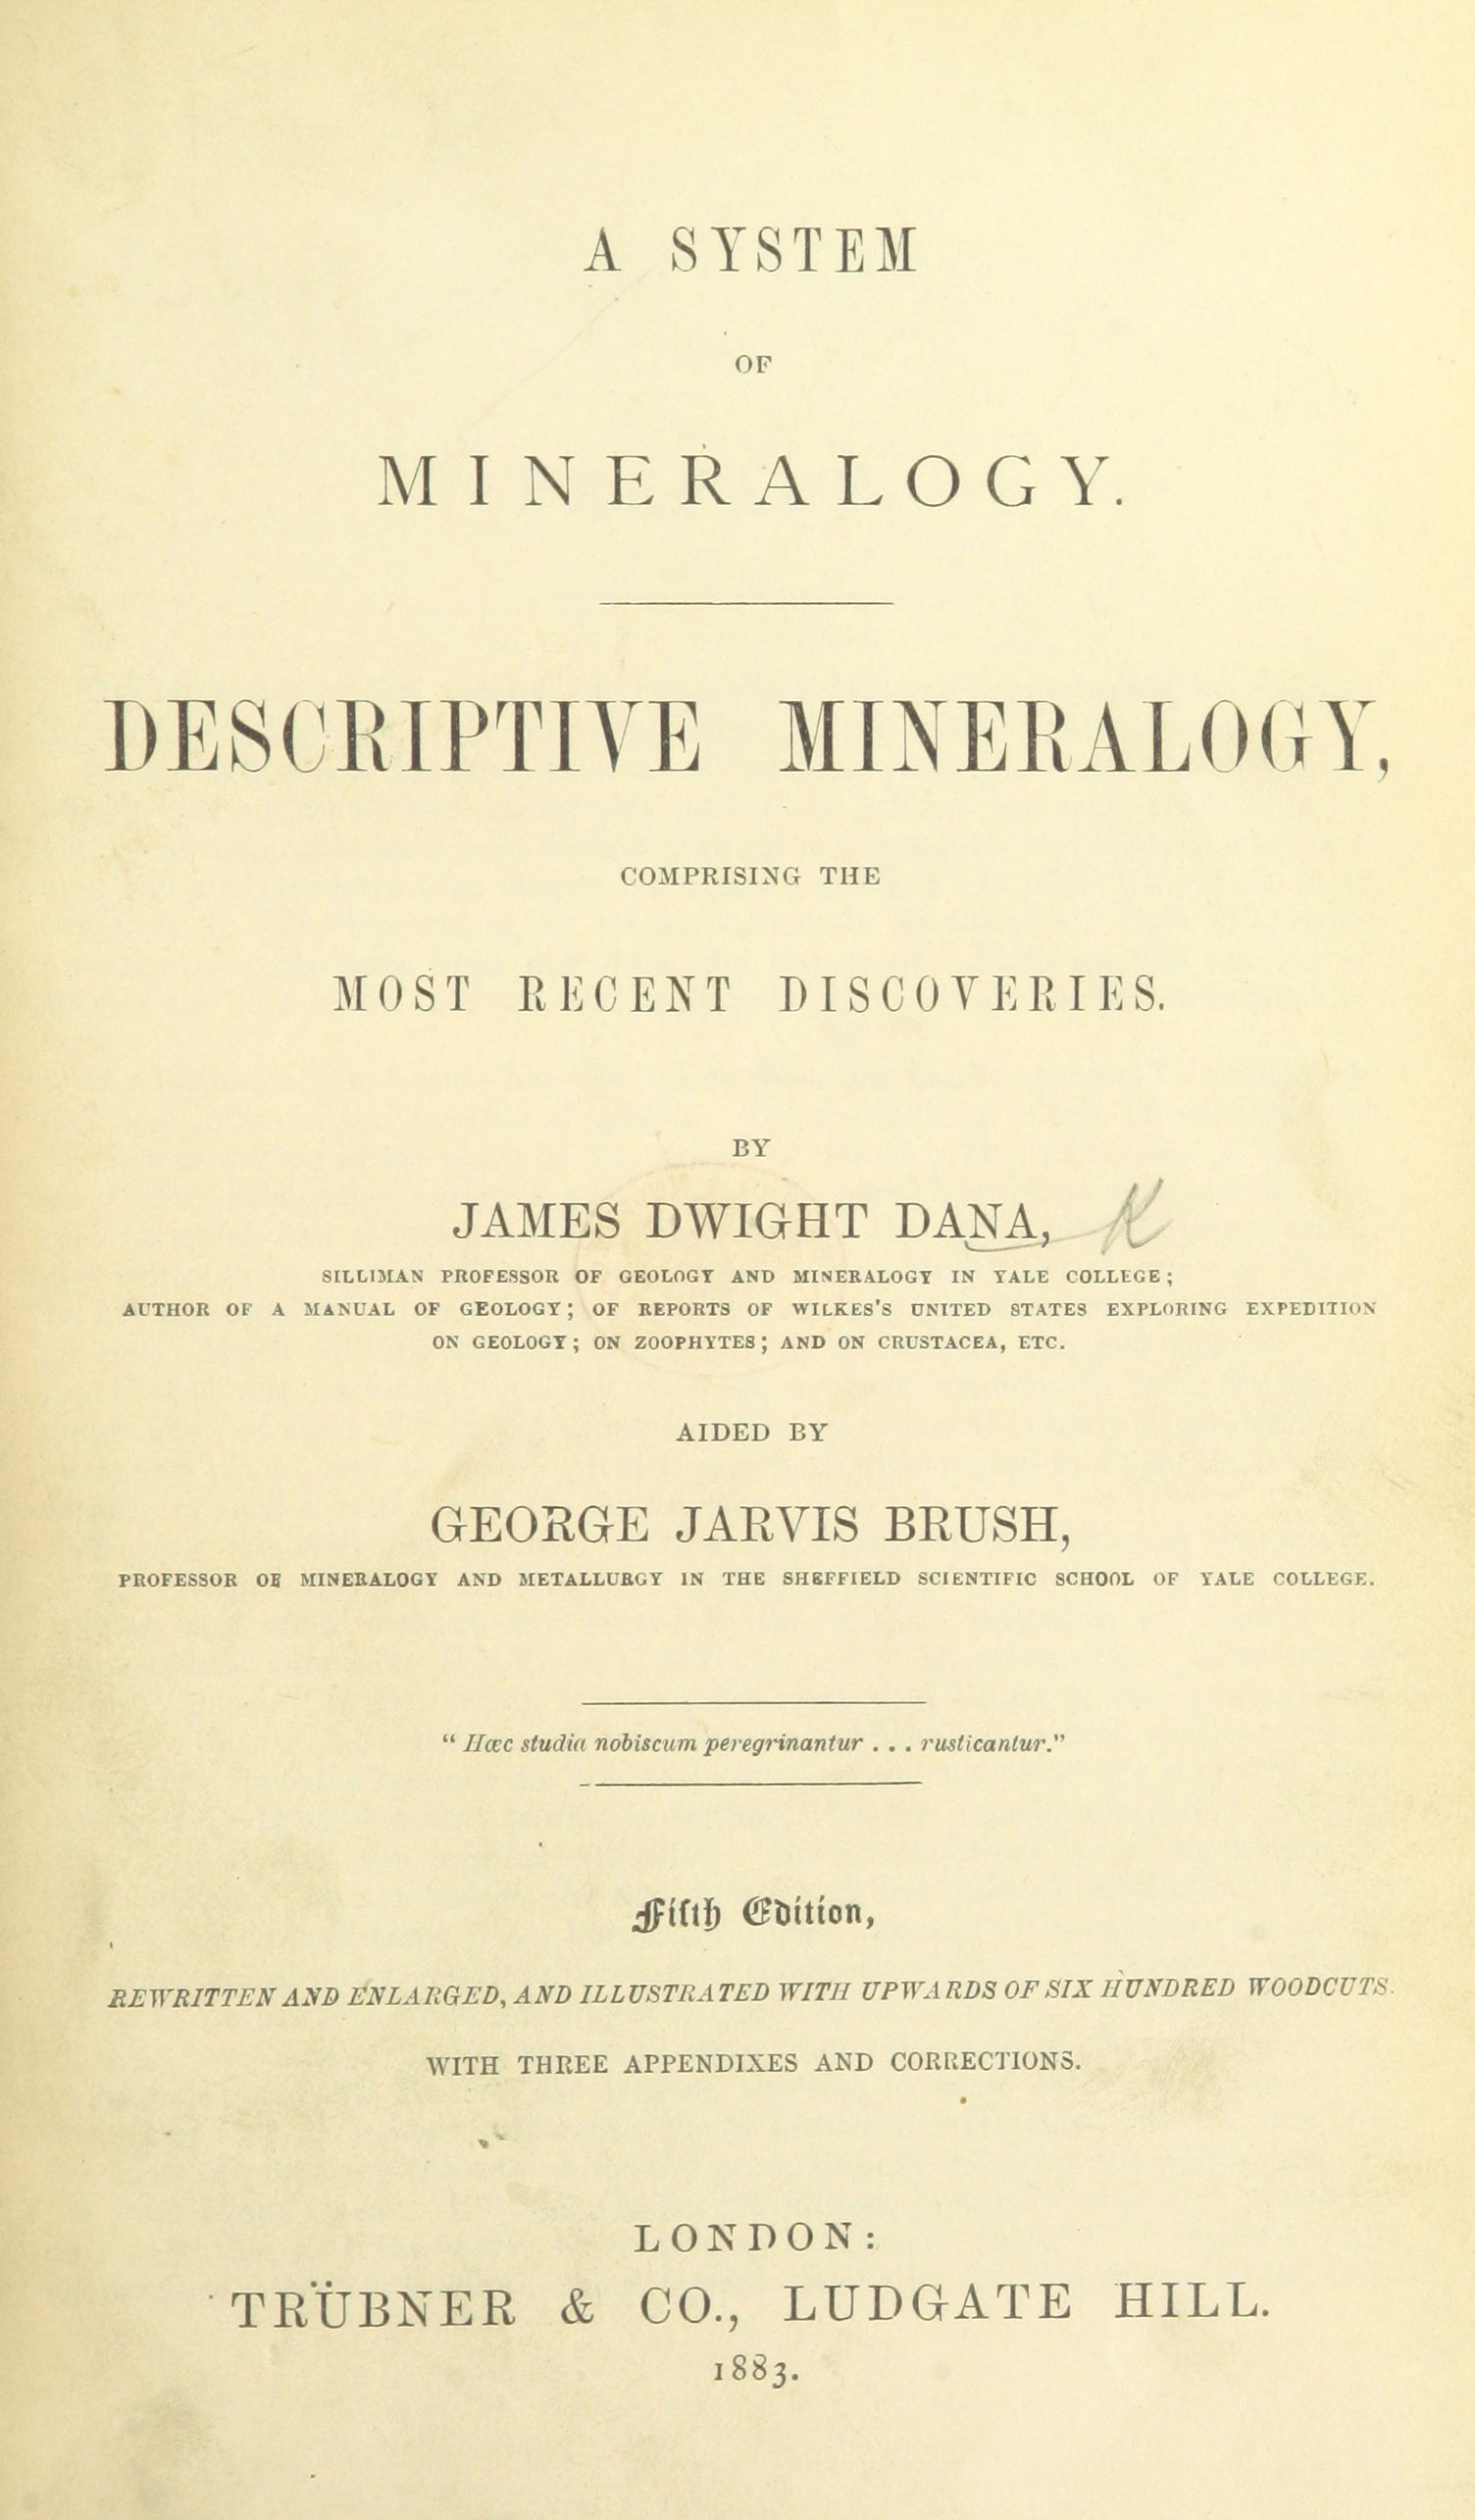 A SYSTEM
OF
MINERALOGY.
DESCRIPTIVE MINERALOGY,
COMPRISING THE
MOST RECENT DISCOVERIES.
BY
JAMES DWIGHT DANA, K
SILLIMAN PROFESSOR OF GEOLOGY AND MINERALOGY IN YALE COLLEGE;
AUTHOR OF A MANUAL OF GEOLOGY; OF REPORTS OF WILKES'S UNITED STATES EXPLORING EXPEDITION
ON GEOLOGY; ON ZOOPHYTES; AND ON CRUSTACEA, ETC.
AIDED BY
GEORGE JARVIS BRUSH,
PROFESSOR OF MINERALOGY AND METALLURGY IN THE SHEFFIELD SCIENTIFIC SCHOOL OF YALE COLLEGE.
“Hæc studia nobiscum peregrinantur . . . rusticantur.”
Fifth Edition,
REWRITTEN AND ENLARGED, AND ILLUSTRATED WITH UPWARDS OF SIX HUNDRED WOODCUTS.
WITH THREE APPENDIXES AND CORRECTIONS.
LONDON:
TRÜBNER & CO., LUDGATE HILL.
1883.